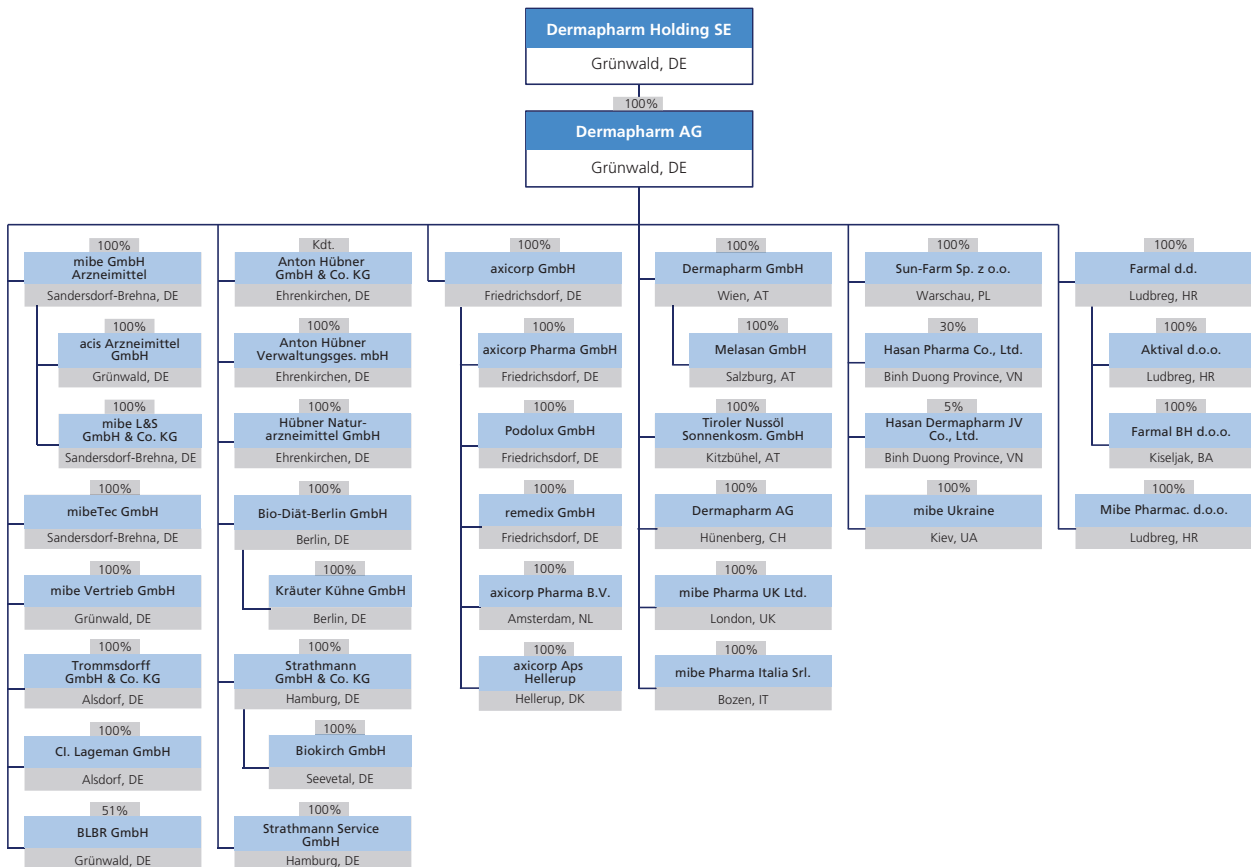 Dermapharm Holding SE
Grünwald, DE
100%
Dermapharm AG
Grünwald, DE
100%
mibe GmbH
Arzneimittel
Sandersdorf-Brehna, DE
100%
acis Arzneimittel
GmbH
Grünwald, DE
100%
mibe L&S
GmbH & Co. KG
Sandersdorf-Brehna, DE
100%
mibeTec GmbH
Sandersdorf-Brehna, DE
100%
mibe Vertrieb GmbH
Grünwald, DE
100%
Trommsdorff
GmbH & Co. KG
Alsdorf, DE
100%
CI. Lageman GmbH
Alsdorf, DE
51%
BLBR GmbH
Grünwald, DE
Kdt.
Anton Hübner
GmbH & Co. KG
Ehrenkirchen, DE
100%
Anton Hübner
Verwaltungsges. mbH
Ehrenkirchen, DE
100%
Hübner Natur-
arzneimittel GmbH
Ehrenkirchen, DE
100%
Bio-Diät-Berlin GmbH
Berlin, DE
100%
Kräuter Kühne GmbH
Berlin, DE
100%
Strathmann
GmbH & Co. KG
Hamburg, DE
100%
Biokirch GmbH
Seevetal, DE
100%
Strathmann Service
GmbH
Hamburg, DE
100%
axicorp GmbH
Friedrichsdorf, DE
100%
axicorp Pharma GmbH
Friedrichsdorf, DE
100%
Podolux GmbH
Friedrichsdorf, DE
100%
remedix GmbH
Friedrichsdorf, DE
100%
axicorp Pharma B.V.
Amsterdam, NL
100%
axicorp Aps
Hellerup
Hellerup, DK
100%
Dermapharm GmbH
Wien, AT
100%
Melasan GmbH
Salzburg, AT
100%
Tiroler Nussöl
Sonnenkosm. GmbH
Kitzbühel, AT
100%
Dermapharm AG
Hünenberg, CH
100%
mibe Pharma UK Ltd.
London, UK
100%
mibe Pharma Italia Srl.
Bozen, IT
100%
Sun-Farm Sp. z o.o.
Warschau, PL
30%
Hasan Pharma Co., Ltd.
Binh Duong Province, VN
5%
Hasan Dermapharm JV
Co., Ltd.
Binh Duong Province, VN
100%
mibe Ukraine
Kiev, UA
100%
Farmal d.d.
Ludbreg, HR
100%
Aktival d.o.o.
Ludbreg, HR
100%
Farmal BH d.o.o.
Kiseljak, BA
100%
Mibe Pharmac. d.o.o.
Ludbreg, HR